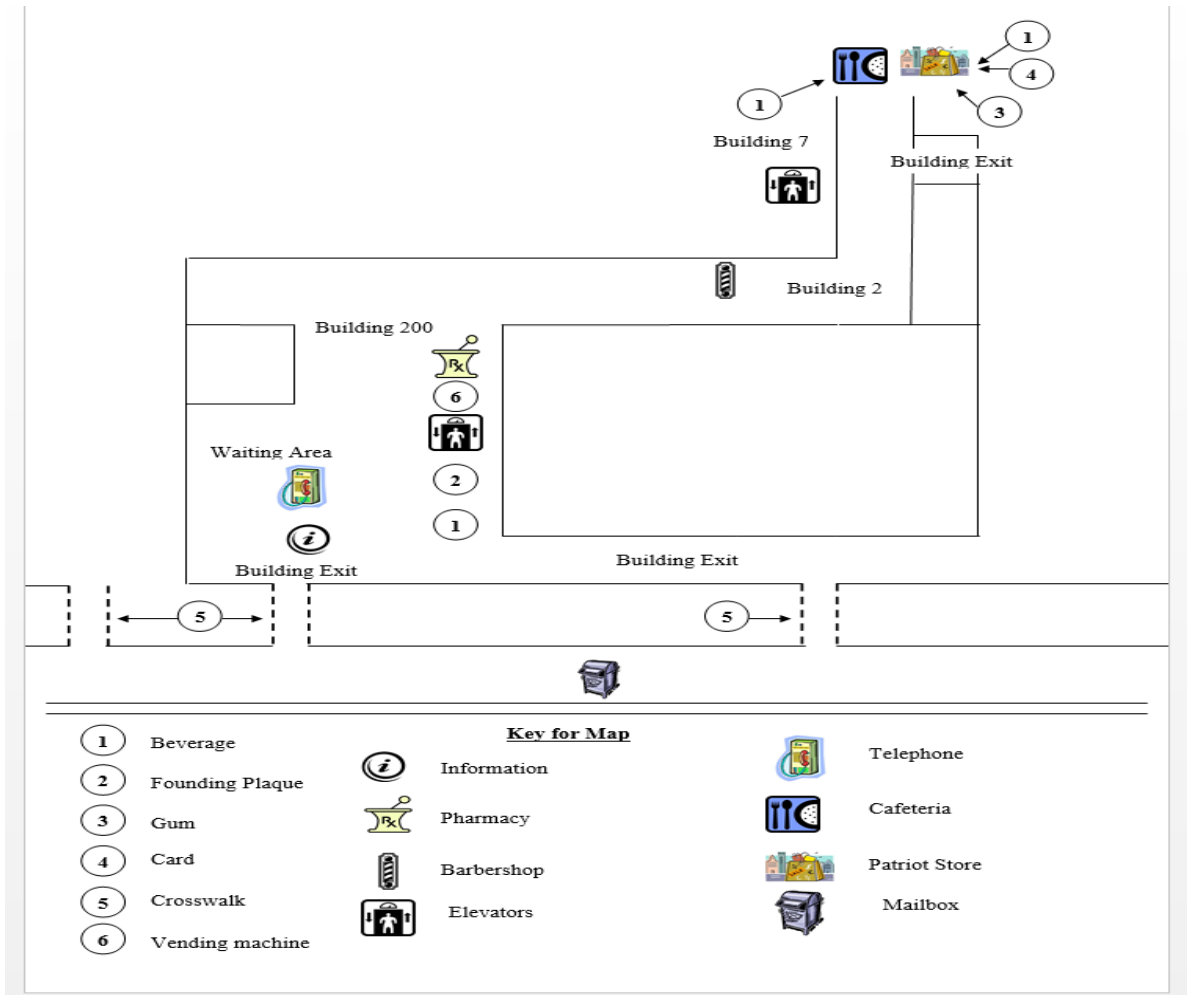 1
4
1
3
Building 7
Building Exit
Building 2
Building 200
Rx
6
Waiting Area
2
1
i
Building Exit
Building Exit
5
5
Key for Map
1 Beverage
2 Founding Plaque
3 Gum
4 Card
5 Crosswalk
6 Vending machine
i Information
Rx Pharmacy
Barbershop
Elevators
Telephone
Cafeteria
Patriot Store
Mailbox